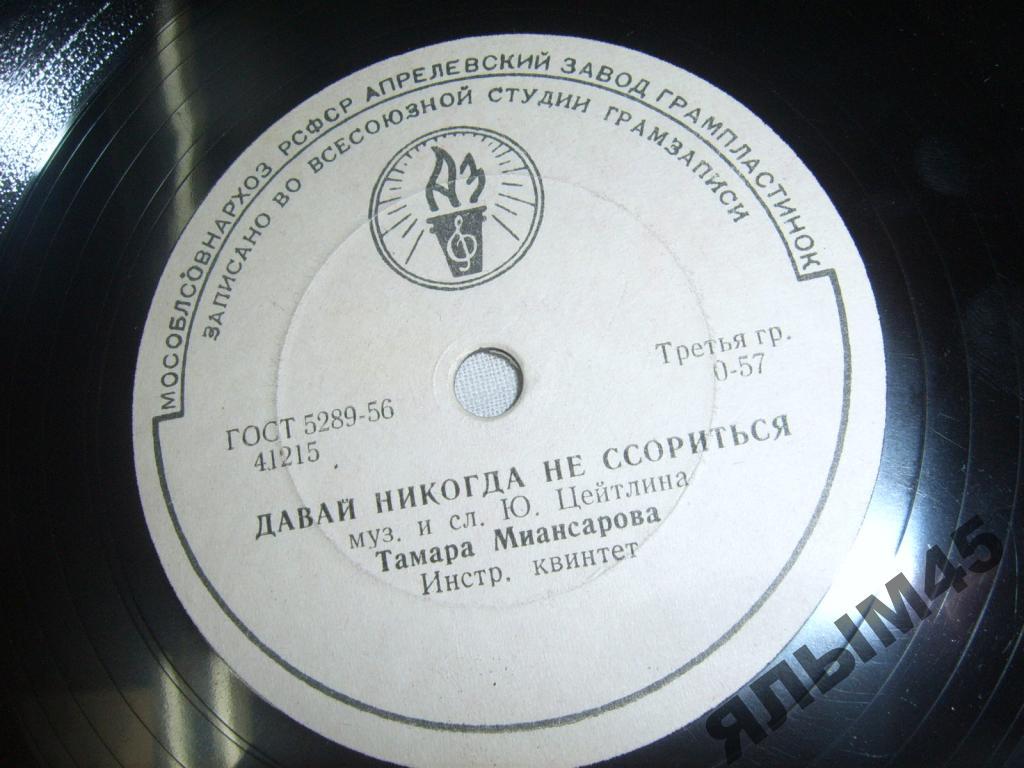 МОСОБЛСОВНАРХОЗ РСФСР АПРЕЛЕВСКИЙ ЗАВОД ГРАМПЛАСТИНОК
ЗАПИСАНО ВО ВСЕСОЮЗНОЙ СТУДИИ ГРАМЗАПИСИ
АЗ
Третья гр.
0-57
ГОСТ 5289-56
41215
ДАВАЙ НИКОГДА НЕ ССОРИТЬСЯ
муз. и сл. Ю. Цейтлина
Тамара Миансарова
Инстр. квинтет
ЯЛЫМ45